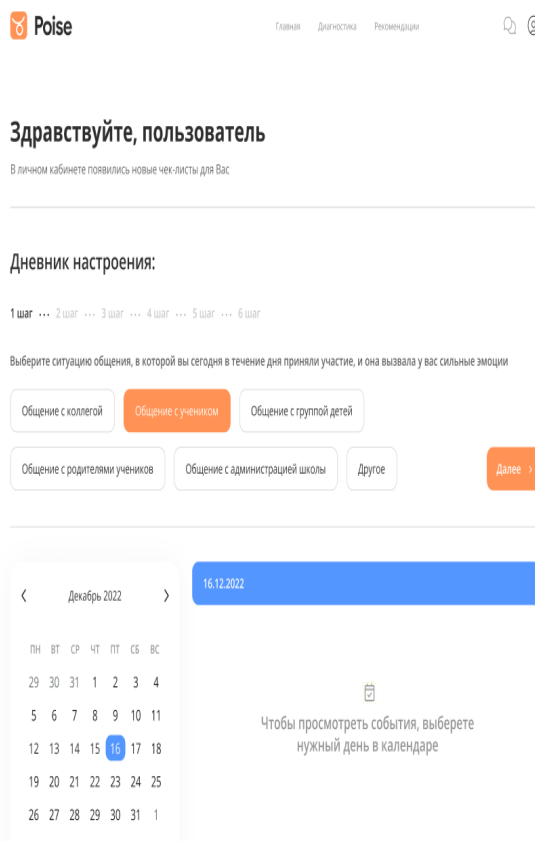 Poise
Главная Диагностика Рекомендации
Здравствуйте, пользователь
В личном кабинете появились новые чек-листы для Вас
Дневник настроения:
1 шаг ••• 2 шаг ••• 3 шаг ••• 4 шаг ••• 5 шаг ••• 6 шаг
Выберите ситуацию общения, в которой вы сегодня в течение дня приняли участие, и она вызвала у вас сильные эмоции
Общение с коллегой Общение с учеником Общение с группой детей
Общение с родителями учеников Общение с администрацией школы Другое Далее >
< Декабрь 2022 >
16.12.2022
ПН ВТ СР ЧТ ПТ СБ ВС
29 30 31 1 2 3 4
5 6 7 8 9 10 11
12 13 14 15 16 17 18
19 20 21 22 23 24 25
26 27 28 29 30 31 1
Чтобы просмотреть события, выберете
нужный день в календаре